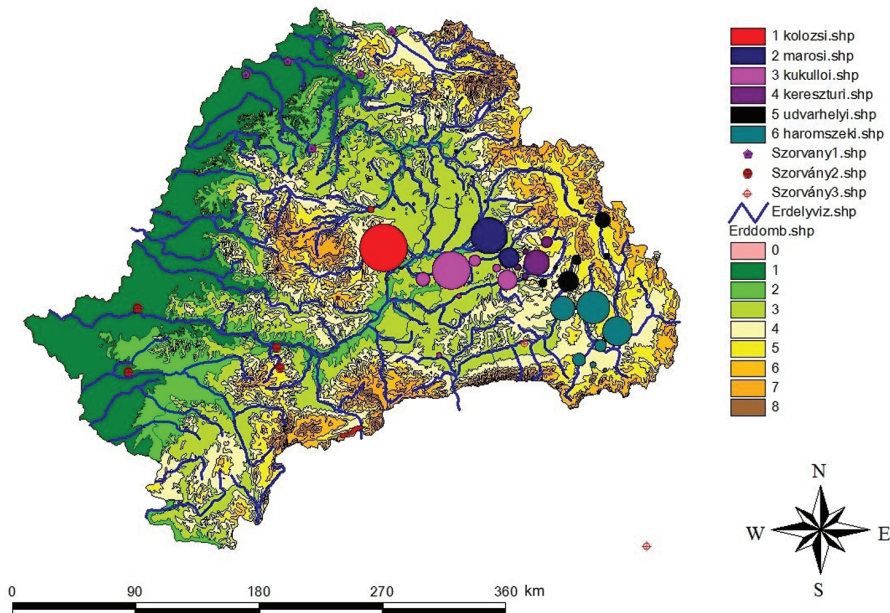 1 kolozsi.shp
2 marosi.shp
3 kukulloi.shp
4 kereszturi.shp
5 udvarhelyi.shp
6 haromszeki.shp
Szorvany1.shp
Szorvány2.shp
Szorvány3.shp
Erdelyviz.shp
Erddomb.shp
0
1
2
3
4
5
6
7
8
N
W E
S
0 90 180 270 360 km